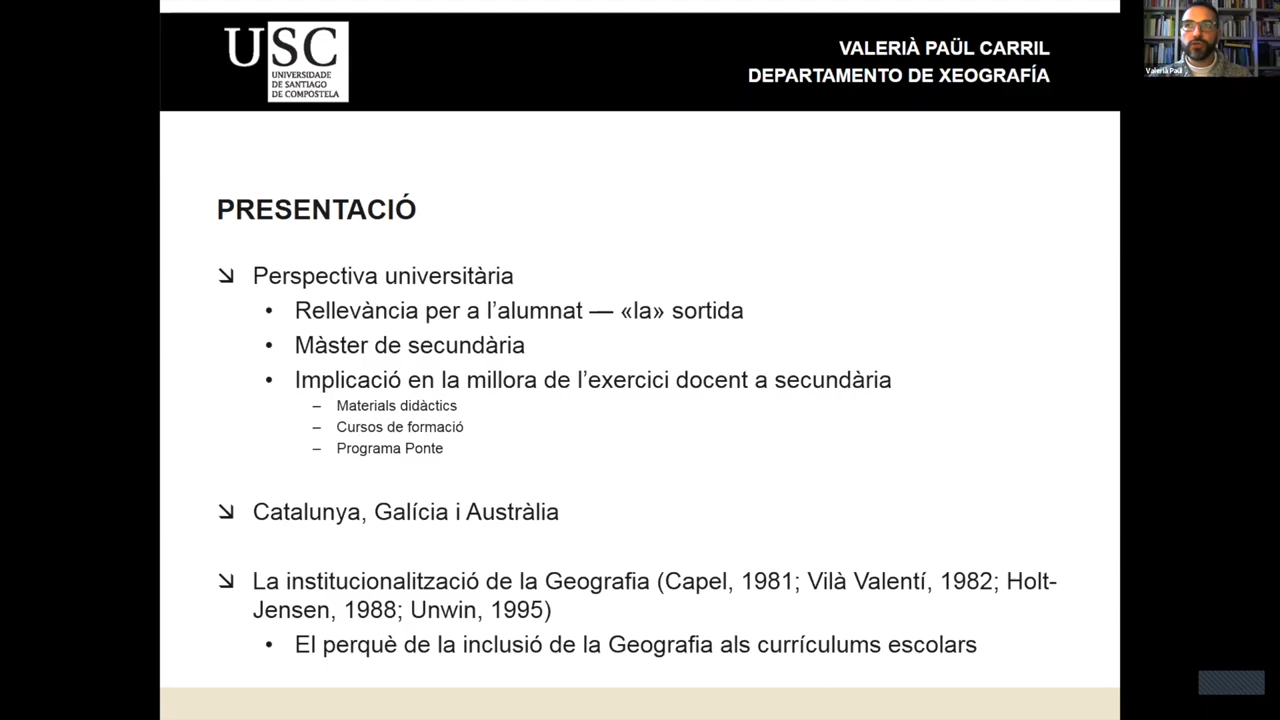 USC
UNIVERSIDADE
DE SANTIAGO
DE COMPOSTELA
VALERIÀ PAÜL CARRIL
DEPARTAMENTO DE XEOGRAFÍA
Valerià Paül
PRESENTACIÓ
Perspectiva universitària
• Rellevància per a l’alumnat — «la» sortida
• Màster de secundària
• Implicació en la millora de l’exercici docent a secundària
– Materials didàctics
– Cursos de formació
– Programa Ponte
Catalunya, Galícia i Austràlia
La institucionalització de la Geografia (Capel, 1981; Vilà Valentí, 1982; Holt-
Jensen, 1988; Unwin, 1995)
• El perquè de la inclusió de la Geografia als currículums escolars